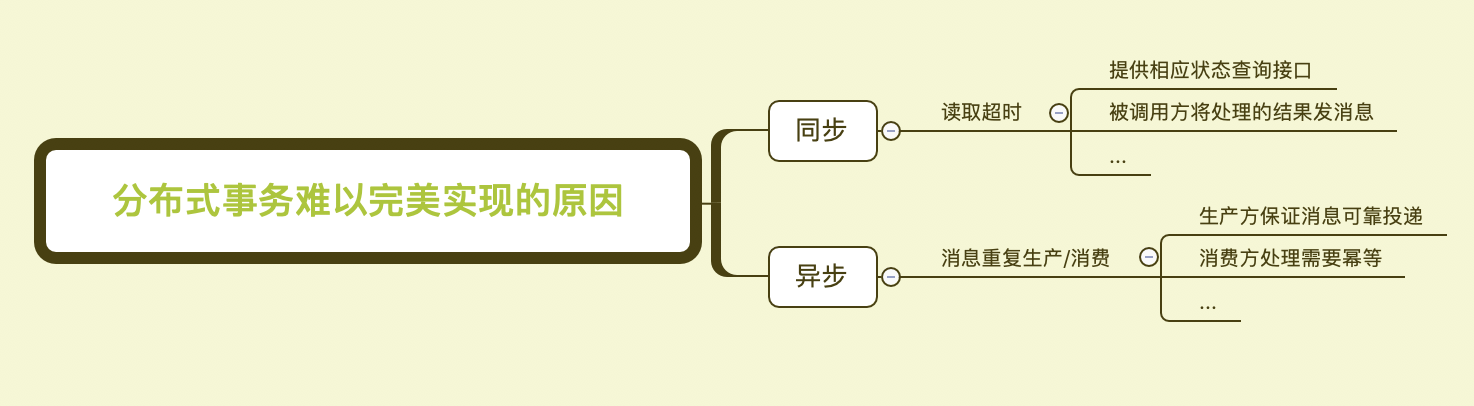 分布式事务难以完美实现的原因
同步
读取超时
提供相应状态查询接口
被调用方将处理的结果发消息
...
异步
消息重复生产/消费
生产方保证消息可靠投递
消费方处理需要幂等
...